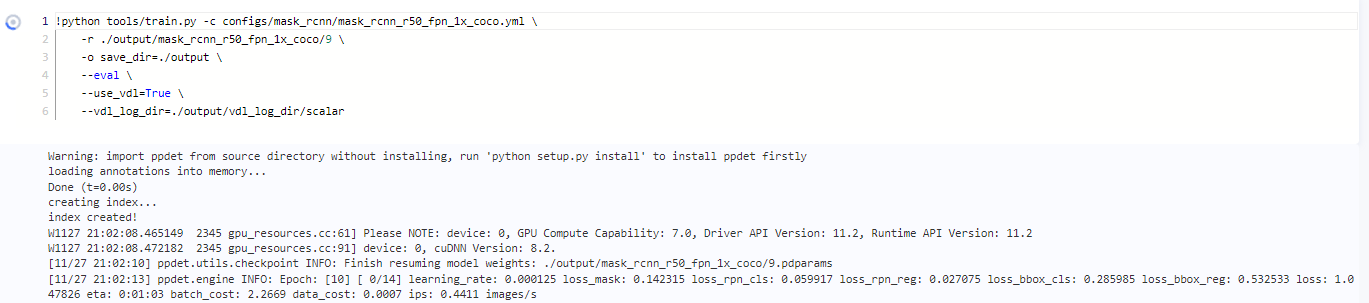 1 !python tools/train.py -c configs/mask_rcnn/mask_rcnn_r50_fpn_1x_coco.yml \
2 -r ./output/mask_rcnn_r50_fpn_1x_coco/9 \
3 -o save_dir=./output \
4 --eval \
5 --use_vdl=True \
6 --vdl_log_dir=./output/vdl_log_dir/scalar
Warning: import ppdet from source directory without installing, run 'python setup.py install' to install ppdet firstly
loading annotations into memory...
Done (t=0.00s)
creating index...
index created!
W1127 21:02:08.465149  2345 gpu_resources.cc:61] Please NOTE: device: 0, GPU Compute Capability: 7.0, Driver API Version: 11.2, Runtime API Version: 11.2
W1127 21:02:08.472182  2345 gpu_resources.cc:91] device: 0, cuDNN Version: 8.2.
[11/27 21:02:10] ppdet.utils.checkpoint INFO: Finish resuming model weights: ./output/mask_rcnn_r50_fpn_1x_coco/9.pdparams
[11/27 21:02:13] ppdet.engine INFO: Epoch: [10] [ 0/14] learning_rate: 0.000125 loss_mask: 0.142315 loss_rpn_cls: 0.059917 loss_rpn_reg: 0.027075 loss_bbox_cls: 0.285985 loss_bbox_reg: 0.532533 loss: 1.0
47826 eta: 0:01:03 batch_cost: 2.2669 data_cost: 0.0007 ips: 0.4411 images/s